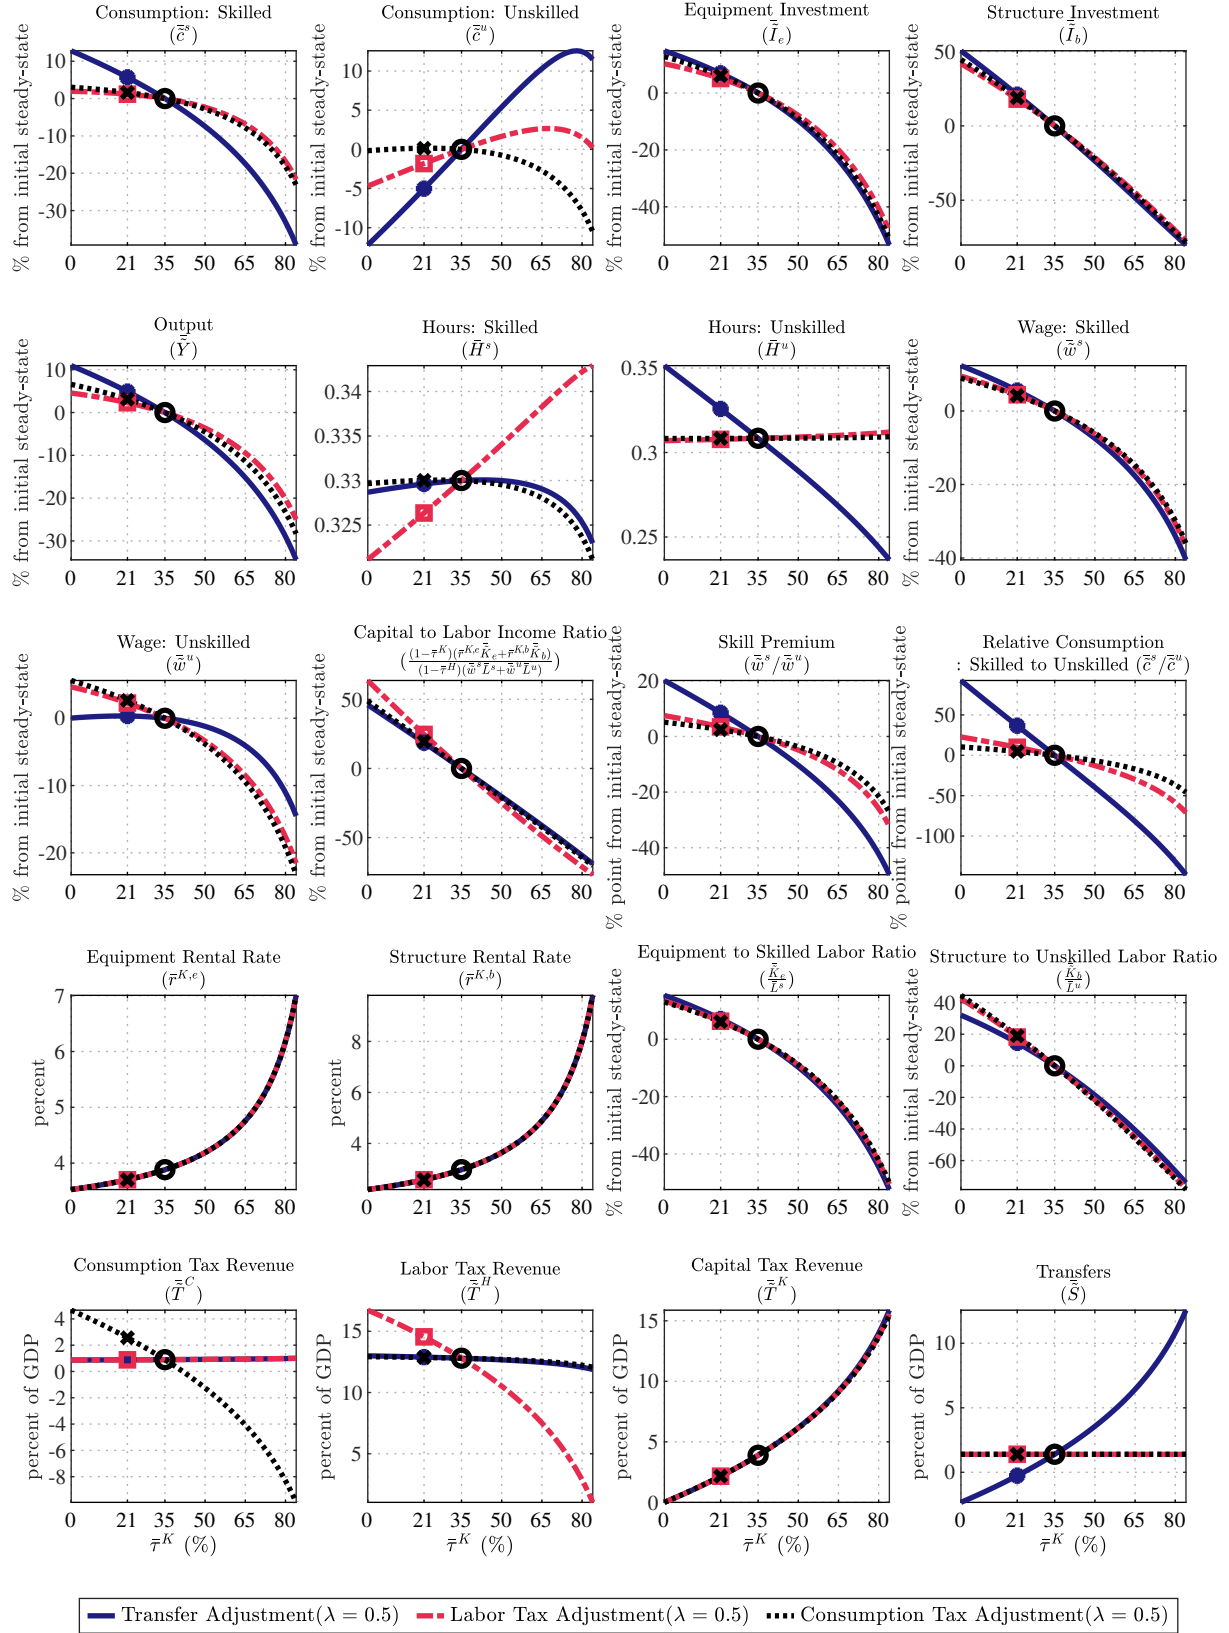 Consumption: Skilled
(c̃̄ˢ)
% from initial steady-state
10
0
-10
-20
-30
0 21 35 50 65 80
Consumption: Unskilled
(c̃̄ᵘ)
% from initial steady-state
10
5
0
-5
-10
0 21 35 50 65 80
Equipment Investment
(Ĩ̄ₑ)
% from initial steady-state
0
-20
-40
0 21 35 50 65 80
Structure Investment
(Ĩ̄_b)
% from initial steady-state
50
0
-50
0 21 35 50 65 80
Output
(Ỹ̄)
% from initial steady-state
10
0
-10
-20
-30
0 21 35 50 65 80
Hours: Skilled
(H̄ˢ)
0.34
0.335
0.33
0.325
0 21 35 50 65 80
Hours: Unskilled
(H̄ᵘ)
0.35
0.3
0.25
0 21 35 50 65 80
Wage: Skilled
(w̃̄ˢ)
% from initial steady-state
0
-20
-40
0 21 35 50 65 80
Wage: Unskilled
(w̃̄ᵘ)
% from initial steady-state
0
-10
-20
0 21 35 50 65 80
Capital to Labor Income Ratio
((1−τ̄ᴷ)(r̄ᴷ,ᵉK̃̄ₑ+r̄ᴷ,ᵇK̃̄_b) / (1−τ̄ᴴ)(w̃̄ˢL̄ˢ+w̃̄ᵘL̄ᵘ))
% from initial steady-state
50
0
-50
0 21 35 50 65 80
Skill Premium
(w̃̄ˢ/w̃̄ᵘ)
% point from initial steady-state
20
0
-20
-40
0 21 35 50 65 80
Relative Consumption
: Skilled to Unskilled (c̃̄ˢ/c̃̄ᵘ)
% point from initial steady-state
50
0
-50
-100
0 21 35 50 65 80
Equipment Rental Rate
(r̄ᴷ,ᵉ)
percent
7
6
5
4
0 21 35 50 65 80
Structure Rental Rate
(r̄ᴷ,ᵇ)
percent
8
6
4
0 21 35 50 65 80
Equipment to Skilled Labor Ratio
(K̃̄ₑ/L̄ˢ)
% from initial steady-state
0
-20
-40
0 21 35 50 65 80
Structure to Unskilled Labor Ratio
(K̃̄_b/L̄ᵘ)
% from initial steady-state
40
20
0
-20
-40
-60
0 21 35 50 65 80
Consumption Tax Revenue
(T̃̄ᶜ)
percent of GDP
4
2
0
-2
-4
-6
-8
0 21 35 50 65 80
τ̄ᴷ (%)
Labor Tax Revenue
(T̃̄ᴴ)
percent of GDP
15
10
5
0 21 35 50 65 80
τ̄ᴷ (%)
Capital Tax Revenue
(T̃̄ᴷ)
percent of GDP
15
10
5
0
0 21 35 50 65 80
τ̄ᴷ (%)
Transfers
(S̃̄)
percent of GDP
10
5
0
0 21 35 50 65 80
τ̄ᴷ (%)
Transfer Adjustment(λ = 0.5) Labor Tax Adjustment(λ = 0.5) Consumption Tax Adjustment(λ = 0.5)